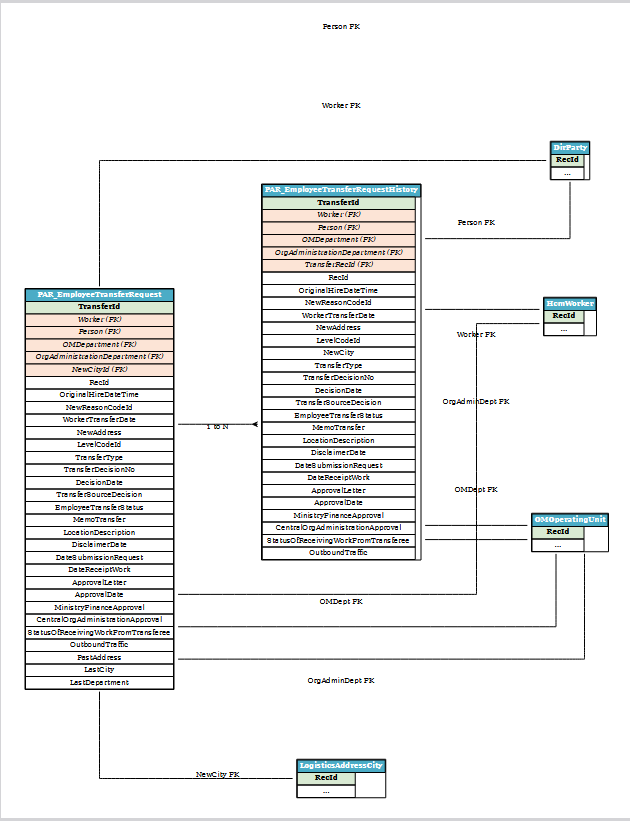 Person FK
Worker FK
DirParty
RecId
...
PAR_EmployeeTransferRequestHistory
TransferId
Worker (FK)
Person (FK)
OMDepartment (FK)
OrgAdministrationDepartment (FK)
TransferRecId (FK)
RecId
OriginalHireDateTime
NewReasonCodeId
WorkerTransferDate
NewAddress
LevelCodeId
NewCity
TransferType
TransferDecisionNo
DecisionDate
TransferSourceDecision
EmployeeTransferStatus
MemoTransfer
LocationDescription
DisclaimerDate
DateSubmissionRequest
DateReceiptWork
ApprovalLetter
ApprovalDate
MinistryFinanceApproval
CentralOrgAdministrationApproval
StatusOfReceivingWorkFromTransferee
OutboundTraffic
Person FK
HcmWorker
RecId
...
Worker FK
OrgAdminDept FK
OMDept FK
OMOperatingUnit
RecId
...
PAR_EmployeeTransferRequest
TransferId
Worker (FK)
Person (FK)
OMDepartment (FK)
OrgAdministrationDepartment (FK)
NewCityId (FK)
RecId
OriginalHireDateTime
NewReasonCodeId
WorkerTransferDate
NewAddress
LevelCodeId
TransferType
TransferDecisionNo
DecisionDate
TransferSourceDecision
EmployeeTransferStatus
MemoTransfer
LocationDescription
DisclaimerDate
DateSubmissionRequest
DateReceiptWork
ApprovalLetter
ApprovalDate
MinistryFinanceApproval
CentralOrgAdministrationApproval
StatusOfReceivingWorkFromTransferee
OutboundTraffic
PastAddress
LastCity
LastDepartment
1 to N
OMDept FK
OrgAdminDept FK
NewCity FK
LogisticsAddressCity
RecId
...